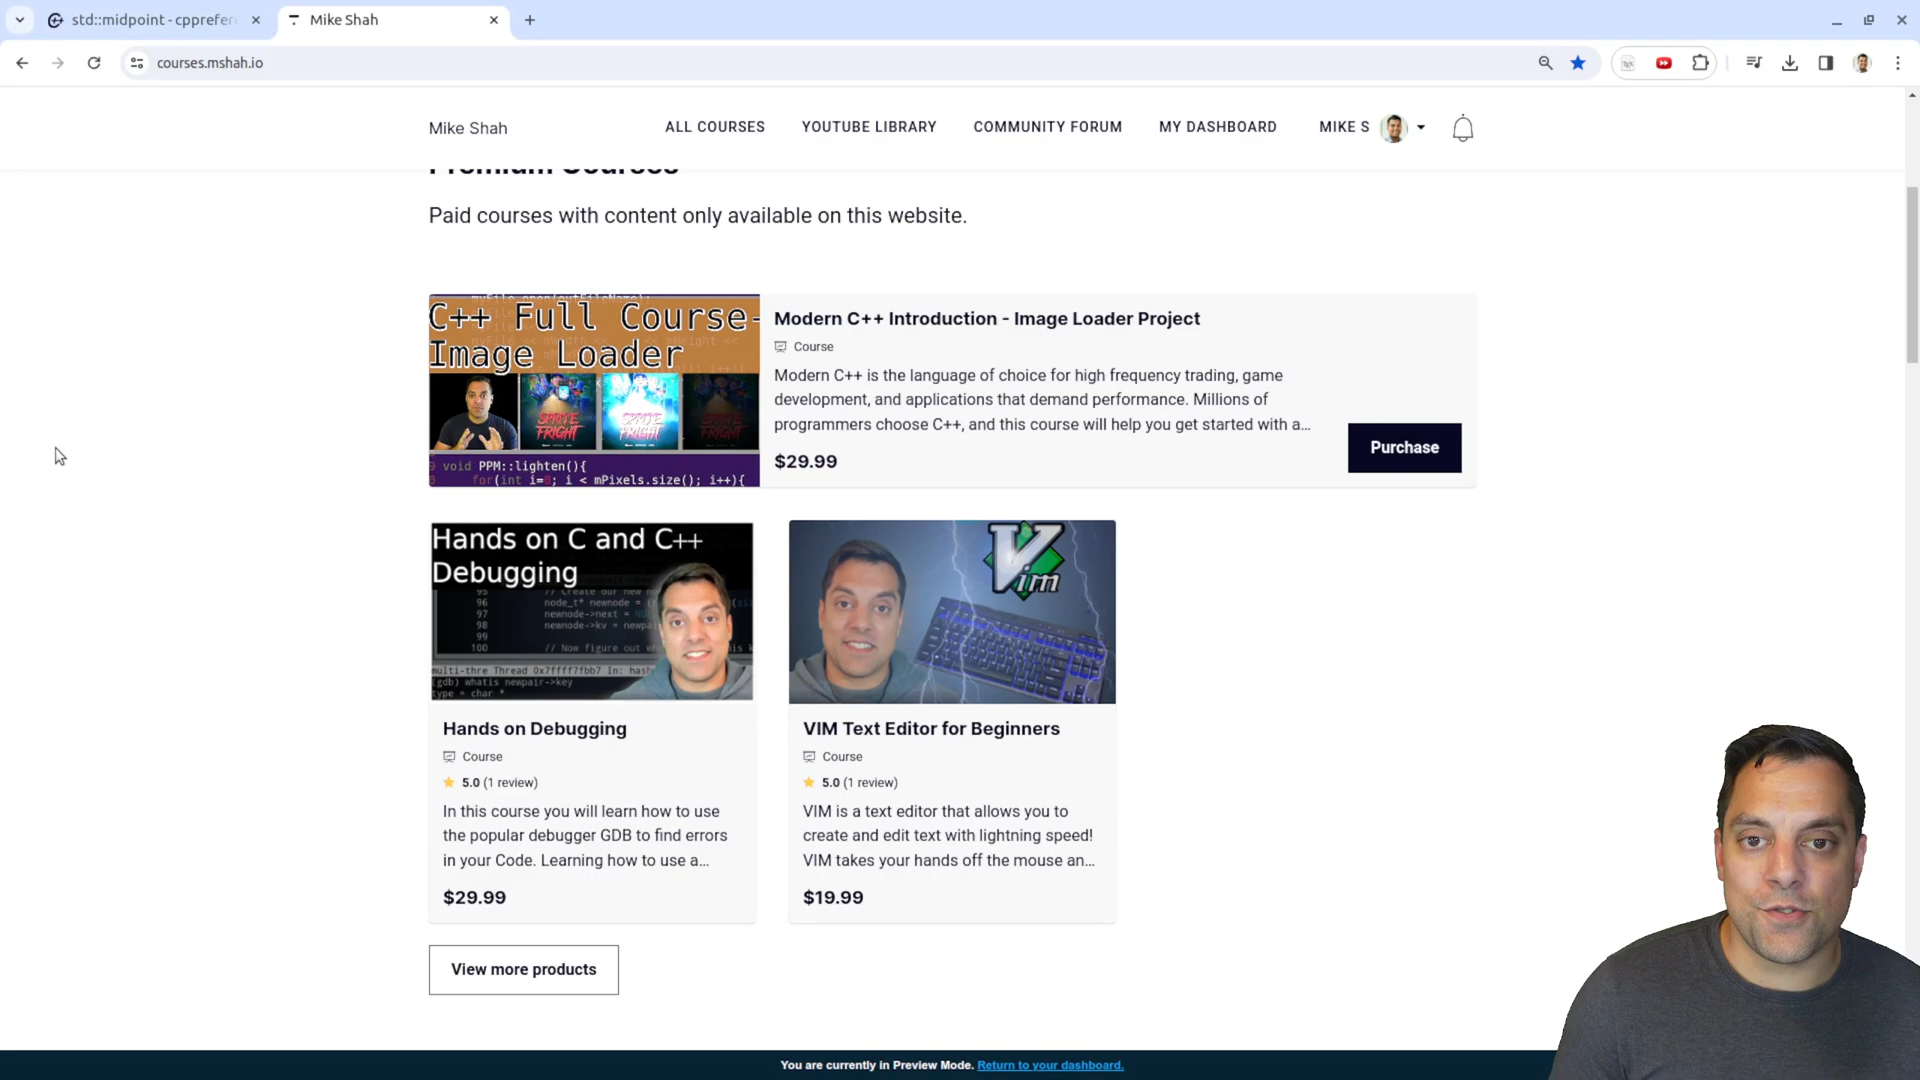 std::midpoint - cpprefere
Mike Shah
courses.mshah.io
Mike Shah
ALL COURSES
YOUTUBE LIBRARY
COMMUNITY FORUM
MY DASHBOARD
MIKE S
Premium Courses
Paid courses with content only available on this website.
C++ Full Course-
Image Loader
void PPM::lighten(){
for(int i=0; i < mPixels.size(); i++){
Modern C++ Introduction - Image Loader Project
Course
Modern C++ is the language of choice for high frequency trading, game
development, and applications that demand performance. Millions of
programmers choose C++, and this course will help you get started with a...
$29.99
Purchase
Hands on C and C++
Debugging
95 // Create our new no
96 node_t* newnode =
97 newnode->next = NU
98 newnode->kv = newpa
99
100 // Now figure out
multi-thre Thread 0x7ffff7fbb7 In: hash
(gdb) whatis newpair->key
type = char *
Vim
Hands on Debugging
Course
5.0 (1 review)
In this course you will learn how to use
the popular debugger GDB to find errors
in your Code. Learning how to use a...
$29.99
VIM Text Editor for Beginners
Course
5.0 (1 review)
VIM is a text editor that allows you to
create and edit text with lightning speed!
VIM takes your hands off the mouse an...
$19.99
View more products
You are currently in Preview Mode. Return to your dashboard.